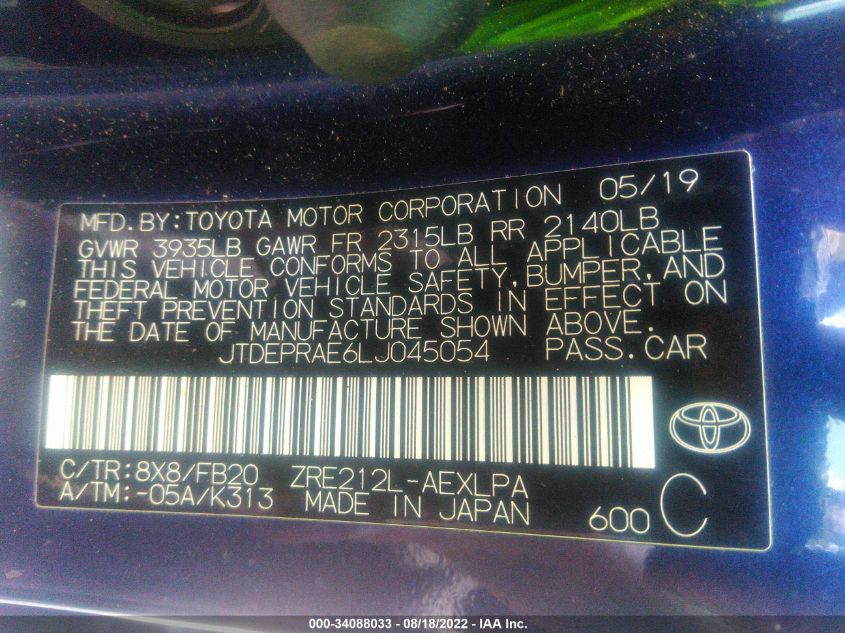 MFD.BY:TOYOTA MOTOR CORPORATION 05/19
GVWR 3935LB GAWR FR 2315LB RR 2140LB
THIS VEHICLE CONFORMS TO ALL APPLICABLE
FEDERAL MOTOR VEHICLE SAFETY,BUMPER,AND
THEFT PREVENTION STANDARDS IN EFFECT ON
THE DATE OF MANUFACTURE SHOWN ABOVE.
JTDEPRAE6LJ045054 PASS.CAR
C/TR:8X8/FB20 ZRE212L-AEXLPA
A/TM:-05A/K313 MADE IN JAPAN 600 C
000-34088033 - 08/18/2022 - IAA Inc.